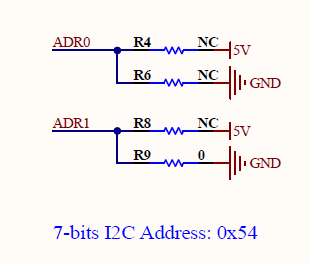 ADR0 R4 NC 5V
R6 NC GND
ADR1 R8 NC 5V
R9 0 GND
7-bits I2C Address: 0x54